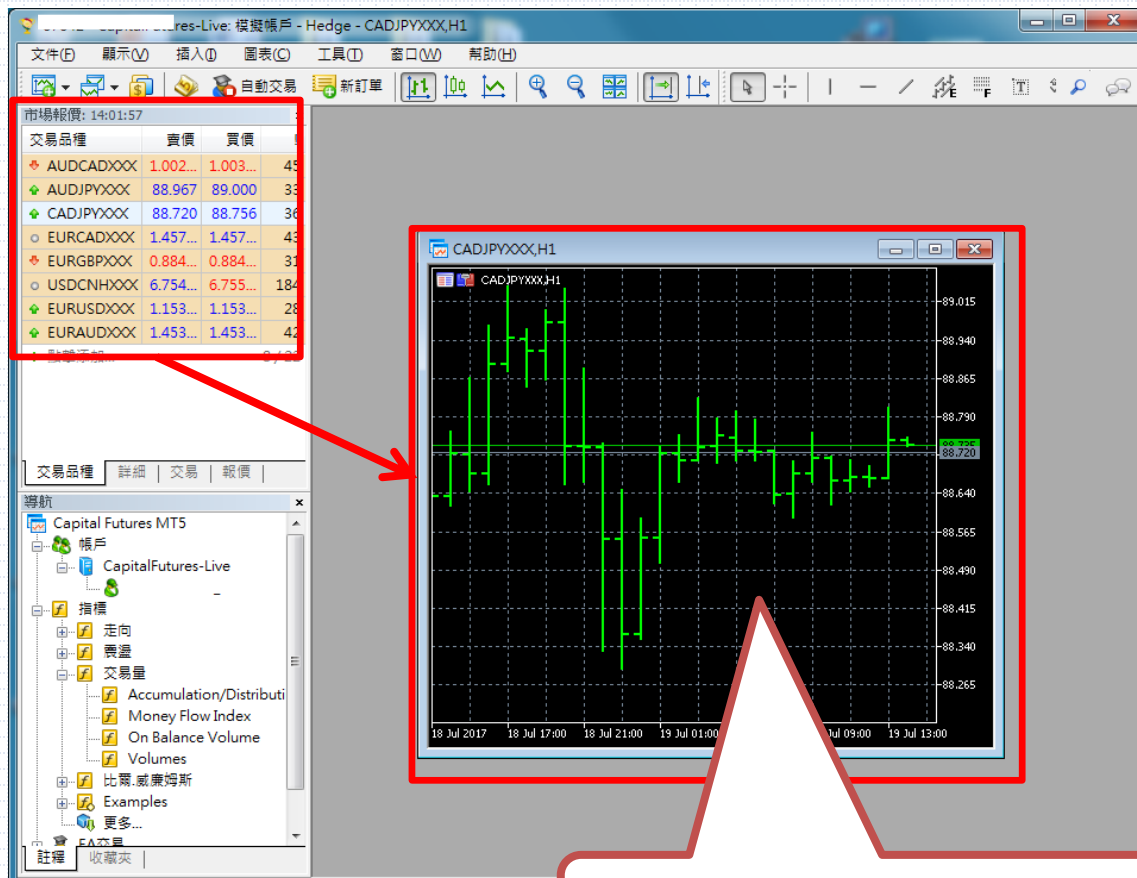 res-Live: 模擬帳戶 - Hedge - CADJPYXXX,H1
文件(F) 顯示(V) 插入(I) 圖表(C) 工具(T) 窗口(W) 幫助(H)
自動交易 新訂單
市場報價: 14:01:57
交易品種 賣價 買價
AUDCADXXX 1.002... 1.003... 45
AUDJPYXXX 88.967 89.000 33
CADJPYXXX 88.720 88.756 36
EURCADXXX 1.457... 1.457... 43
EURGBPXXX 0.884... 0.884... 31
USDCNHXXX 6.754... 6.755... 184
EURUSDXXX 1.153... 1.153... 28
EURAUDXXX 1.453... 1.453... 42
交易品種 詳細 交易 報價
導航
Capital Futures MT5
帳戶
CapitalFutures-Live
指標
走向
震盪
交易量
Accumulation/Distributi
Money Flow Index
On Balance Volume
Volumes
比爾.威廉姆斯
Examples
更多...
EA交易
註釋 收藏夾
CADJPYXXX,H1
CADJPYXXX,H1
89.015
88.940
88.865
88.790
88.720
88.640
88.565
88.490
88.415
88.340
88.265
18 Jul 2017 18 Jul 17:00 18 Jul 21:00 19 Jul 01:00 Jul 09:00 19 Jul 13:00